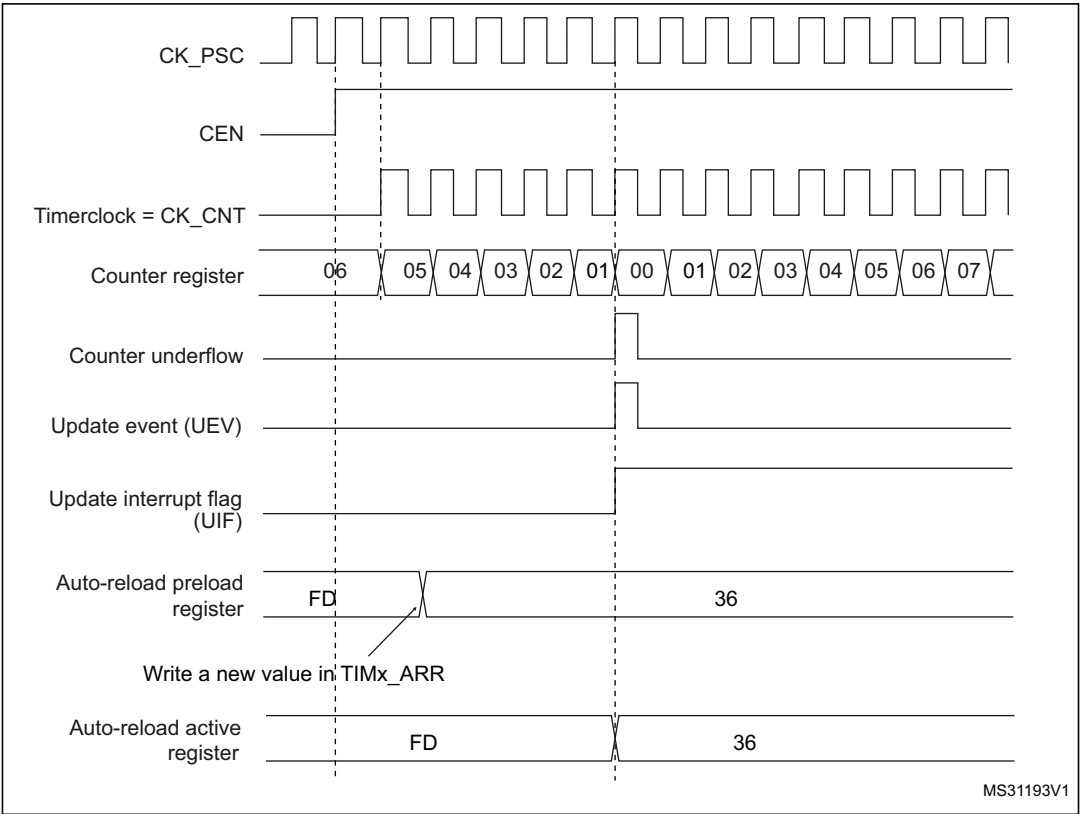 CK_PSC
CEN
Timerclock = CK_CNT
Counter register 06 05 04 03 02 01 00 01 02 03 04 05 06 07
Counter underflow
Update event (UEV)
Update interrupt flag
(UIF)
Auto-reload preload
register
FD 36
Write a new value in TIMx_ARR
Auto-reload active
register
FD 36
MS31193V1